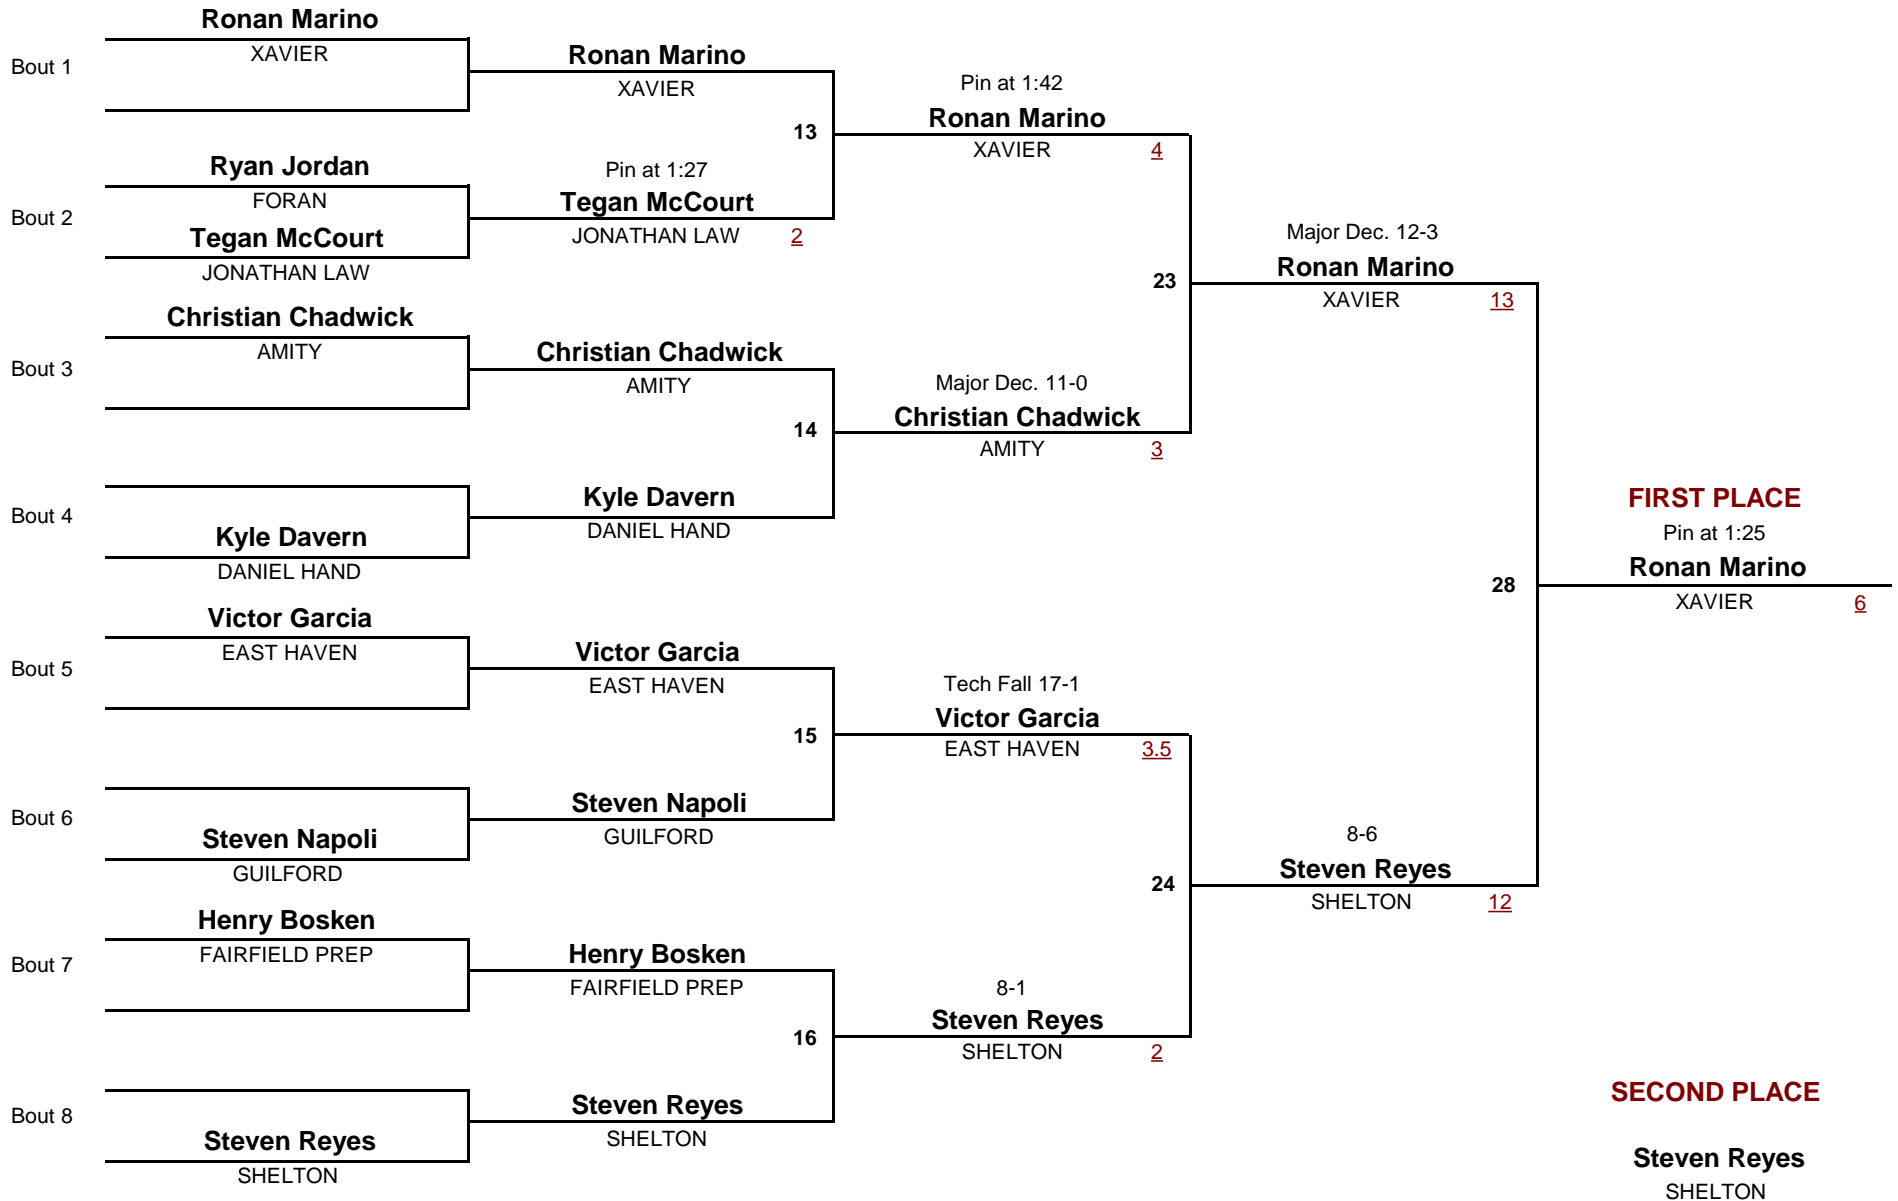 Ronan Marino
XAVIER
Bout 1
Ryan Jordan
FORAN
Bout 2
Tegan McCourt
JONATHAN LAW
Christian Chadwick
AMITY
Bout 3
Bout 4
Kyle Davern
DANIEL HAND
Victor Garcia
EAST HAVEN
Bout 5
Bout 6
Steven Napoli
GUILFORD
Henry Bosken
FAIRFIELD PREP
Bout 7
Bout 8
Steven Reyes
SHELTON
Ronan Marino
XAVIER
13
Pin at 1:27
Tegan McCourt
JONATHAN LAW 2
Christian Chadwick
AMITY
14
Kyle Davern
DANIEL HAND
Victor Garcia
EAST HAVEN
15
Steven Napoli
GUILFORD
Henry Bosken
FAIRFIELD PREP
16
Steven Reyes
SHELTON
Pin at 1:42
Ronan Marino
XAVIER 4
23
Major Dec. 11-0
Christian Chadwick
AMITY 3
Tech Fall 17-1
Victor Garcia
EAST HAVEN 3.5
24
8-1
Steven Reyes
SHELTON 2
Major Dec. 12-3
Ronan Marino
XAVIER 13
28
8-6
Steven Reyes
SHELTON 12
FIRST PLACE
Pin at 1:25
Ronan Marino
XAVIER 6
SECOND PLACE
Steven Reyes
SHELTON